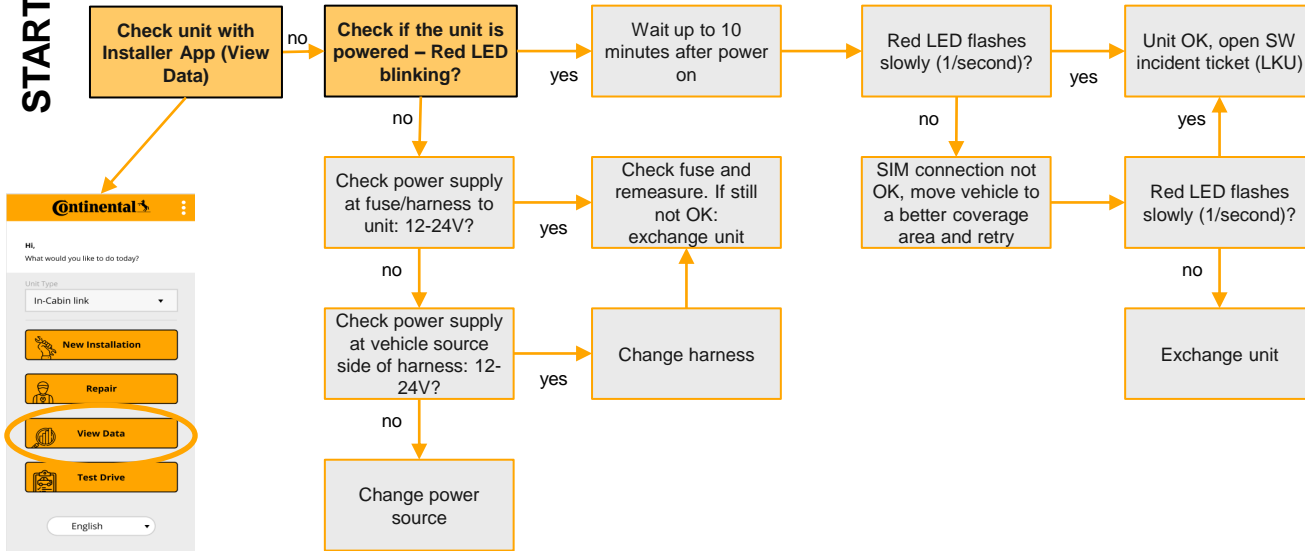 START
Check unit with
Installer App (View
Data)
no
Check if the unit is
powered – Red LED
blinking?
yes
Wait up to 10
minutes after power
on
Red LED flashes
slowly (1/second)?
yes
Unit OK, open SW
incident ticket (LKU)
no
no
yes
Check power supply
at fuse/harness to
unit: 12-24V?
yes
Check fuse and
remeasure. If still
not OK:
exchange unit
SIM connection not
OK, move vehicle to
a better coverage
area and retry
Red LED flashes
slowly (1/second)?
no
no
Check power supply
at vehicle source
side of harness: 12-
24V?
yes
Change harness
Exchange unit
no
Change power
source
Continental
Hi,
What would you like to do today?
Unit Type
In-Cabin link
New Installation
Repair
View Data
Test Drive
English